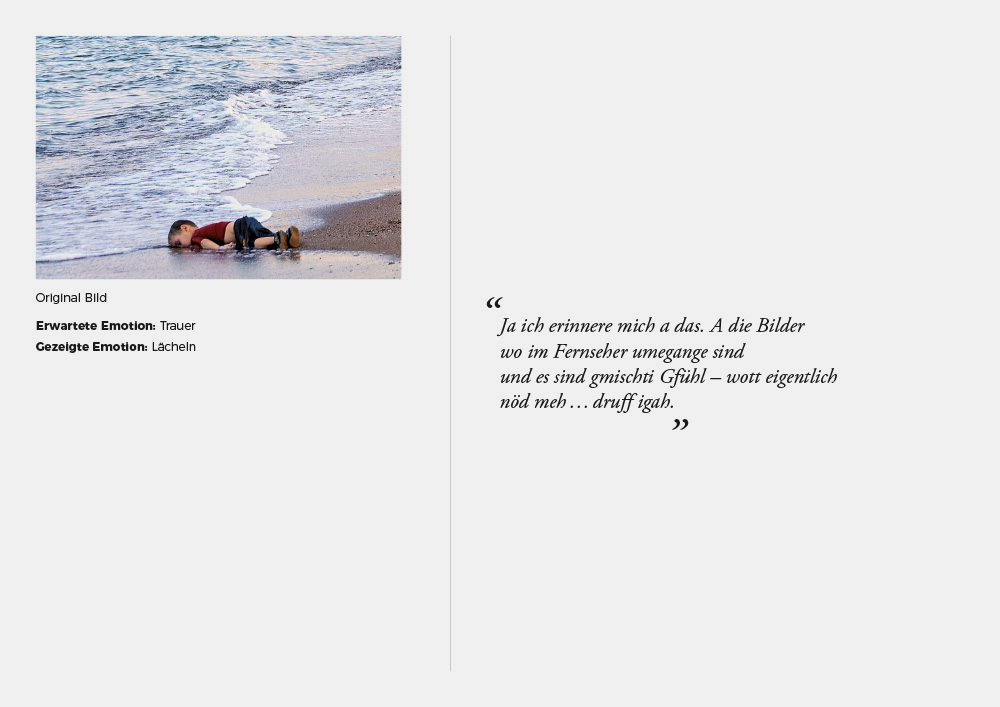 Original Bild
Erwartete Emotion: Trauer
Gezeigte Emotion: Lächeln
“
Ja ich erinnere mich a das. A die Bilder
wo im Fernseher umegange sind
und es sind gmischti Gfühl – wott eigentlich
nöd meh … druff igah.
”